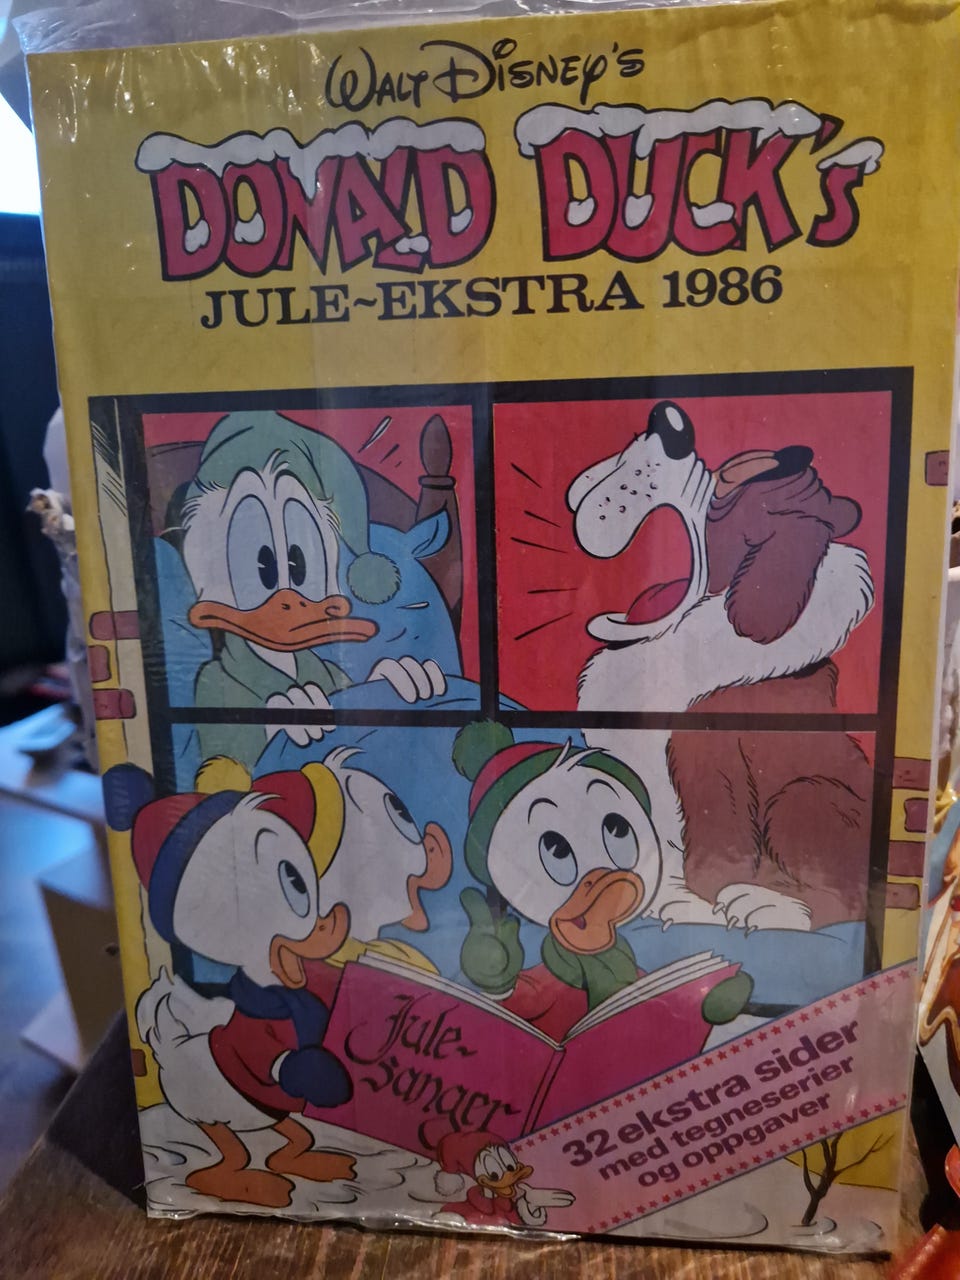 WALT DISNEY'S
DONALD DUCK's
JULE~EKSTRA 1986
Jule-
sanger
32 ekstra sider
med tegneserier
og oppgaver